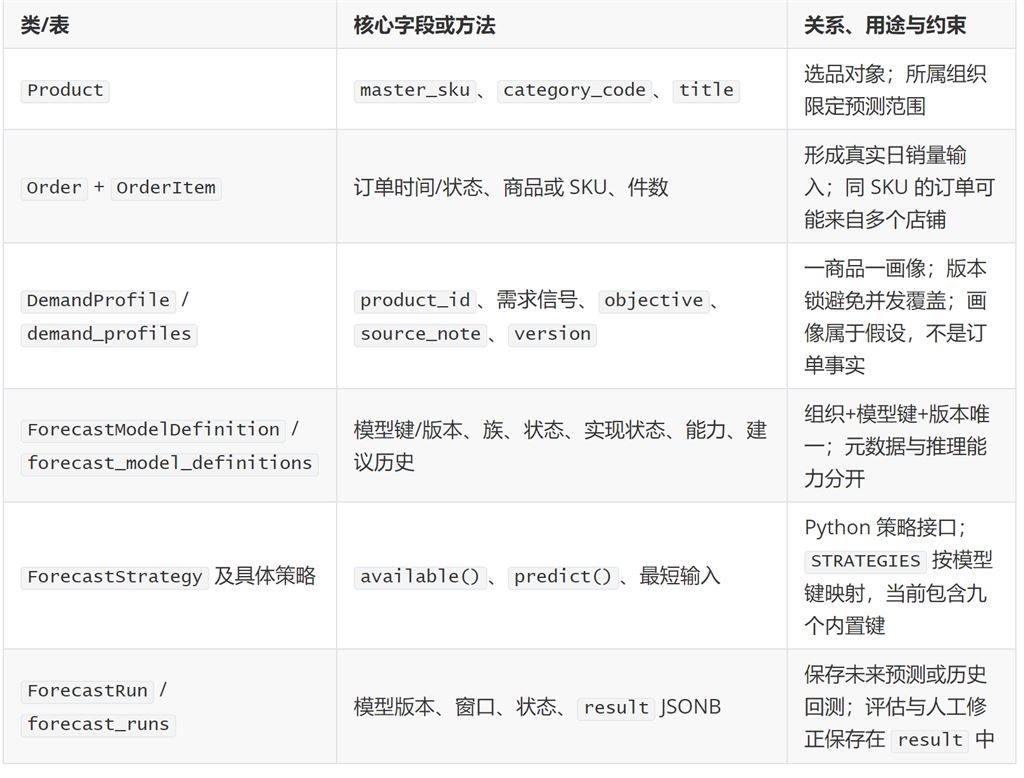 类/表
核心字段或方法
关系、用途与约束
Product
master_sku、category_code、title
选品对象；所属组织
限定预测范围
Order + OrderItem
订单时间/状态、商品或 SKU、件数
形成真实日销量输
入；同 SKU 的订单可
能来自多个店铺
DemandProfile /
demand_profiles
product_id、需求信号、objective、
source_note、version
一商品一画像；版本
锁避免并发覆盖；画
像属于假设，不是订
单事实
ForecastModelDefinition /
forecast_model_definitions
模型键/版本、族、状态、实现状态、能力、建
议历史
组织+模型键+版本唯
一；元数据与推理能
力分开
ForecastStrategy 及具体策略
available()、predict()、最短输入
Python 策略接口；
STRATEGIES 按模型
键映射，当前包含九
个内置键
ForecastRun /
forecast_runs
模型版本、窗口、状态、result JSONB
保存未来预测或历史
回测；评估与人工修
正保存在 result 中